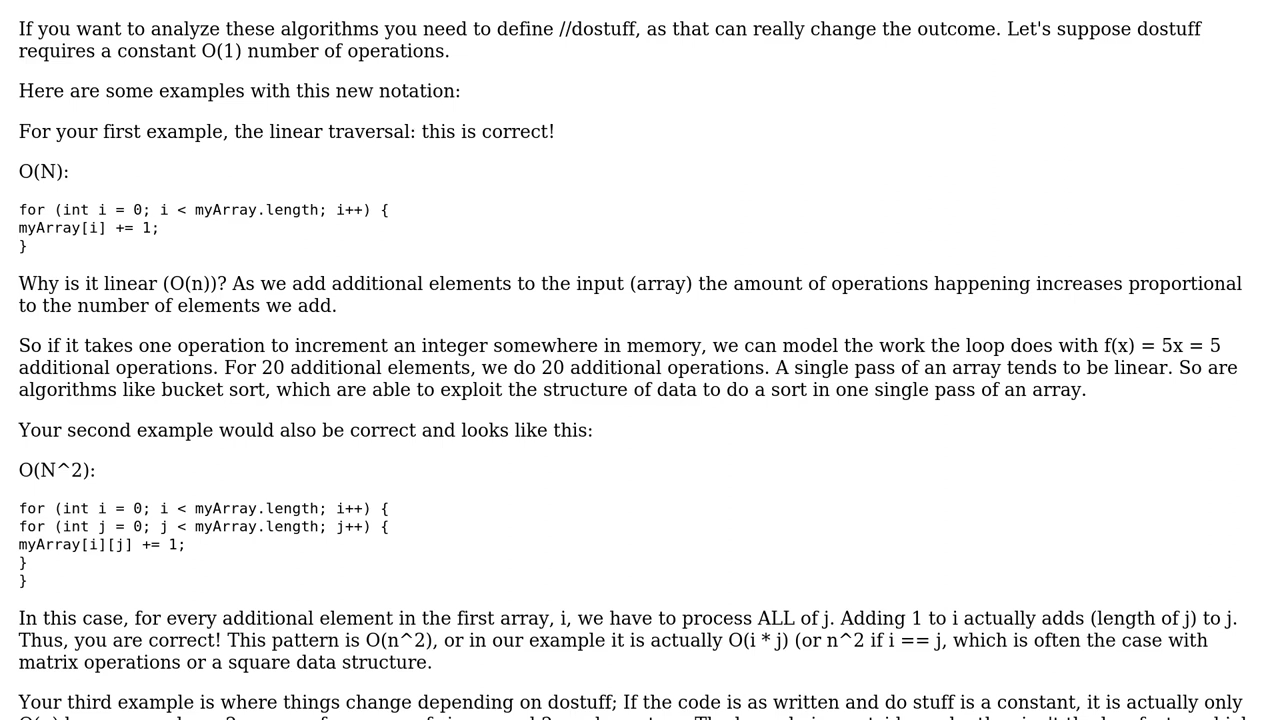 If you want to analyze these algorithms you need to define //dostuff, as that can really change the outcome. Let's suppose dostuff
requires a constant O(1) number of operations.
Here are some examples with this new notation:
For your first example, the linear traversal: this is correct!
O(N):
for (int i = 0; i < myArray.length; i++) {
myArray[i] += 1;
}
Why is it linear (O(n))? As we add additional elements to the input (array) the amount of operations happening increases proportional
to the number of elements we add.
So if it takes one operation to increment an integer somewhere in memory, we can model the work the loop does with f(x) = 5x = 5
additional operations. For 20 additional elements, we do 20 additional operations. A single pass of an array tends to be linear. So are
algorithms like bucket sort, which are able to exploit the structure of data to do a sort in one single pass of an array.
Your second example would also be correct and looks like this:
O(N^2):
for (int i = 0; i < myArray.length; i++) {
for (int j = 0; j < myArray.length; j++) {
myArray[i][j] += 1;
}
}
In this case, for every additional element in the first array, i, we have to process ALL of j. Adding 1 to i actually adds (length of j) to j.
Thus, you are correct! This pattern is O(n^2), or in our example it is actually O(i * j) (or n^2 if i == j, which is often the case with
matrix operations or a square data structure.
Your third example is where things change depending on dostuff; If the code is as written and do stuff is a constant, it is actually only